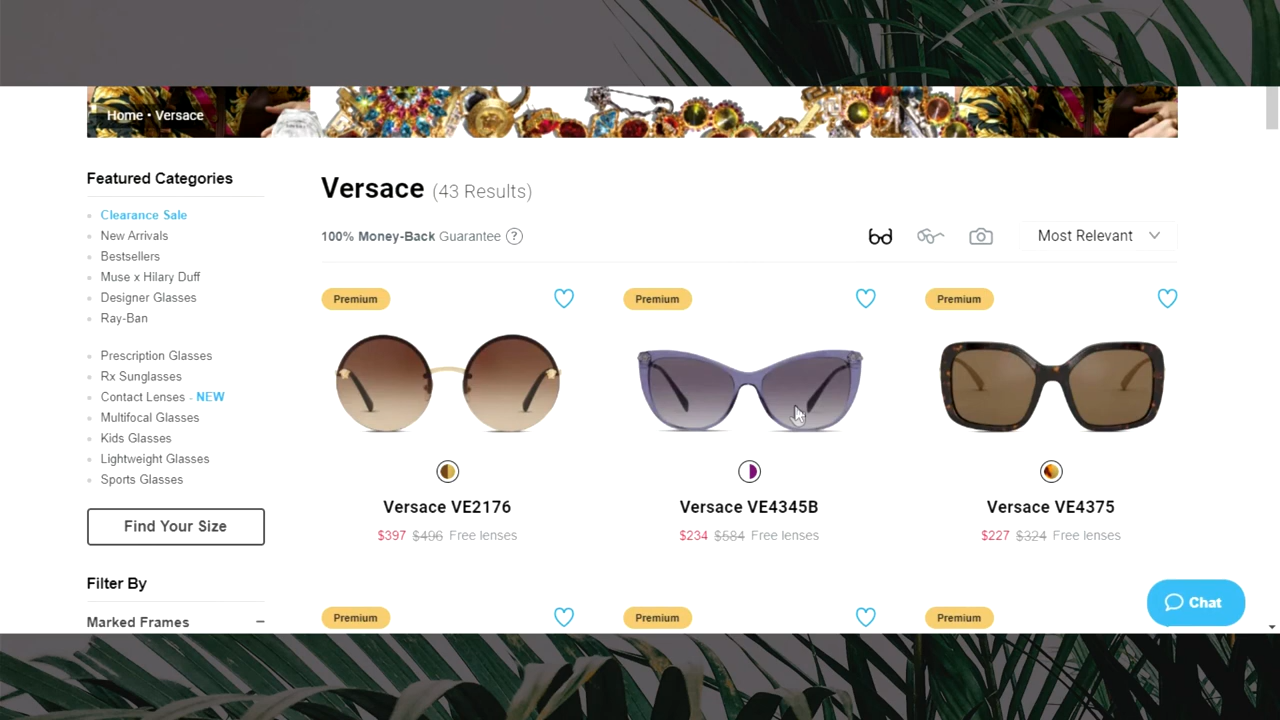 Home • Versace
Featured Categories
Clearance Sale
New Arrivals
Bestsellers
Muse x Hilary Duff
Designer Glasses
Ray-Ban
Prescription Glasses
Rx Sunglasses
Contact Lenses - NEW
Multifocal Glasses
Kids Glasses
Lightweight Glasses
Sports Glasses
Find Your Size
Filter By
Marked Frames
Versace (43 Results)
100% Money-Back Guarantee ?
Most Relevant
Premium
Premium
Premium
Versace VE2176
Versace VE4345B
Versace VE4375
$397 $496 Free lenses
$234 $584 Free lenses
$227 $324 Free lenses
Premium
Premium
Premium
Chat